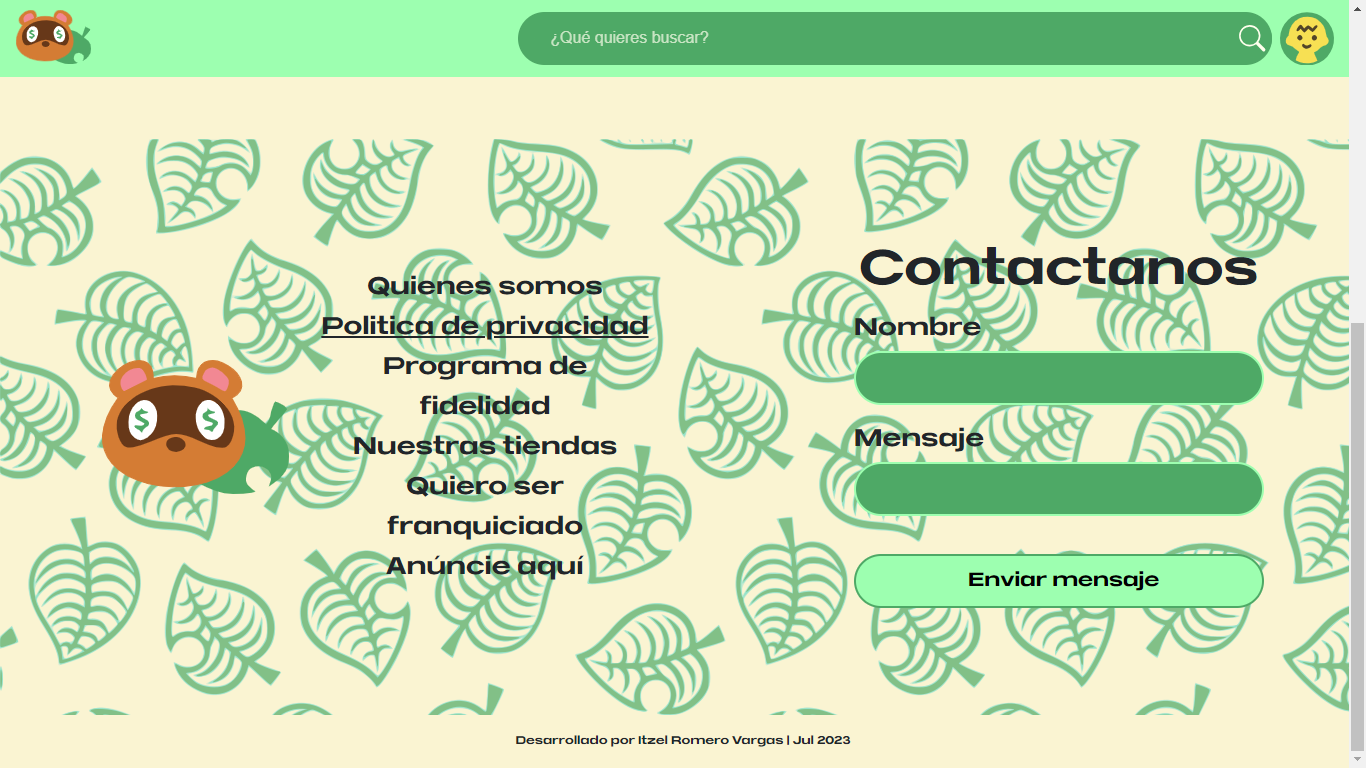 ¿Qué quieres buscar?
Quienes somos
Politica de privacidad
Programa de
fidelidad
Nuestras tiendas
Quiero ser
franquiciado
Anúncie aquí
Contactanos
Nombre
Mensaje
Enviar mensaje
Desarrollado por Itzel Romero Vargas | Jul 2023